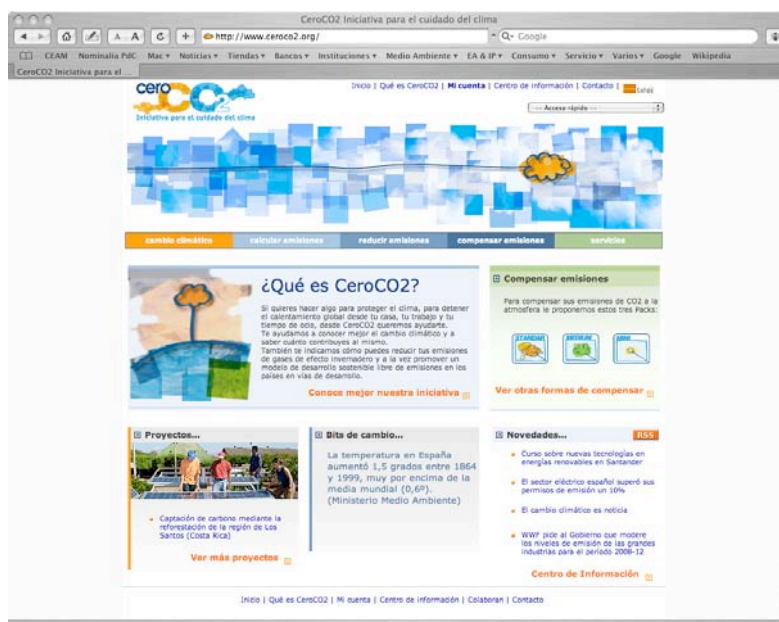 CeroCO2 Iniciativa para el cuidado del clima
A A
http://www.ceroco2.org/
Google
CEAM Nominalia PdC Mac Noticias Tiendas Bancos Instituciones Medio Ambiente EA & IP Consumo Servicio Varios Google Wikipedia
CeroCO2 Iniciativa para el ...
cero CO2
Iniciativa para el cuidado del clima
Inicio | Qué es CeroCO2 | Mi cuenta | Centro de información | Contacto | Català
--- Acceso rápido ---
cambio climático calcular emisiones reducir emisiones compensar emisiones servicios
¿Qué es CeroCO2?
Si quieres hacer algo para proteger el clima, para detener
el calentamiento global desde tu casa, tu trabajo y tu
tiempo de ocio, desde CeroCO2 queremos ayudarte.
Te ayudamos a conocer mejor el cambio climático y a
saber cuánto contribuyes al mismo.
También te indicamos cómo puedes reducir tus emisiones
de gases de efecto invernadero y a la vez promover un
modelo de desarrollo sostenible libre de emisiones en los
países en vías de desarrollo.
Conoce mejor nuestra iniciativa
Compensar emisiones
Para compensar sus emisiones de CO2 a la
atmosfera le proponemos estos tres Packs:
STANDAR MEDIUM MINI
Ver otras formas de compensar
Proyectos...
Captación de carbono mediante la
reforestación de la región de Los
Santos (Costa Rica)
Ver más proyectos
Bits de cambio...
La temperatura en España
aumentó 1,5 grados entre 1864
y 1999, muy por encima de la
media mundial (0,6º).
(Ministerio Medio Ambiente)
Novedades... RSS
Curso sobre nuevas tecnologías en
energías renovables en Santander
El sector eléctrico español superó sus
permisos de emisión un 10%
El cambio climático es noticia
WWF pide al Gobierno que modere
los niveles de emisión de las grandes
industrias para el período 2008-12
Centro de Información
Inicio | Qué es CeroCO2 | Mi cuenta | Centro de información | Colaboran | Contacto